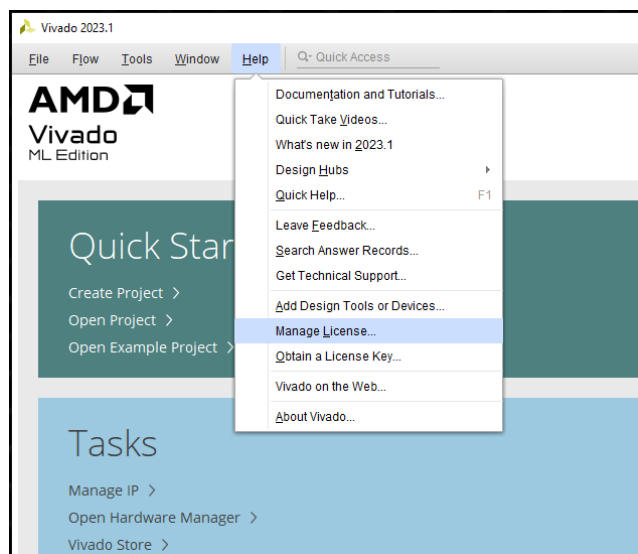 Vivado 2023.1
File Flow Tools Window Help Quick Access
AMD
Vivado
ML Edition
Documentation and Tutorials...
Quick Take Videos...
What's new in 2023.1
Design Hubs
Quick Help... F1
Leave Feedback...
Search Answer Records...
Get Technical Support...
Add Design Tools or Devices...
Manage License...
Obtain a License Key...
Vivado on the Web...
About Vivado...
Quick Star
Create Project >
Open Project >
Open Example Project >
Tasks
Manage IP >
Open Hardware Manager >
Vivado Store >